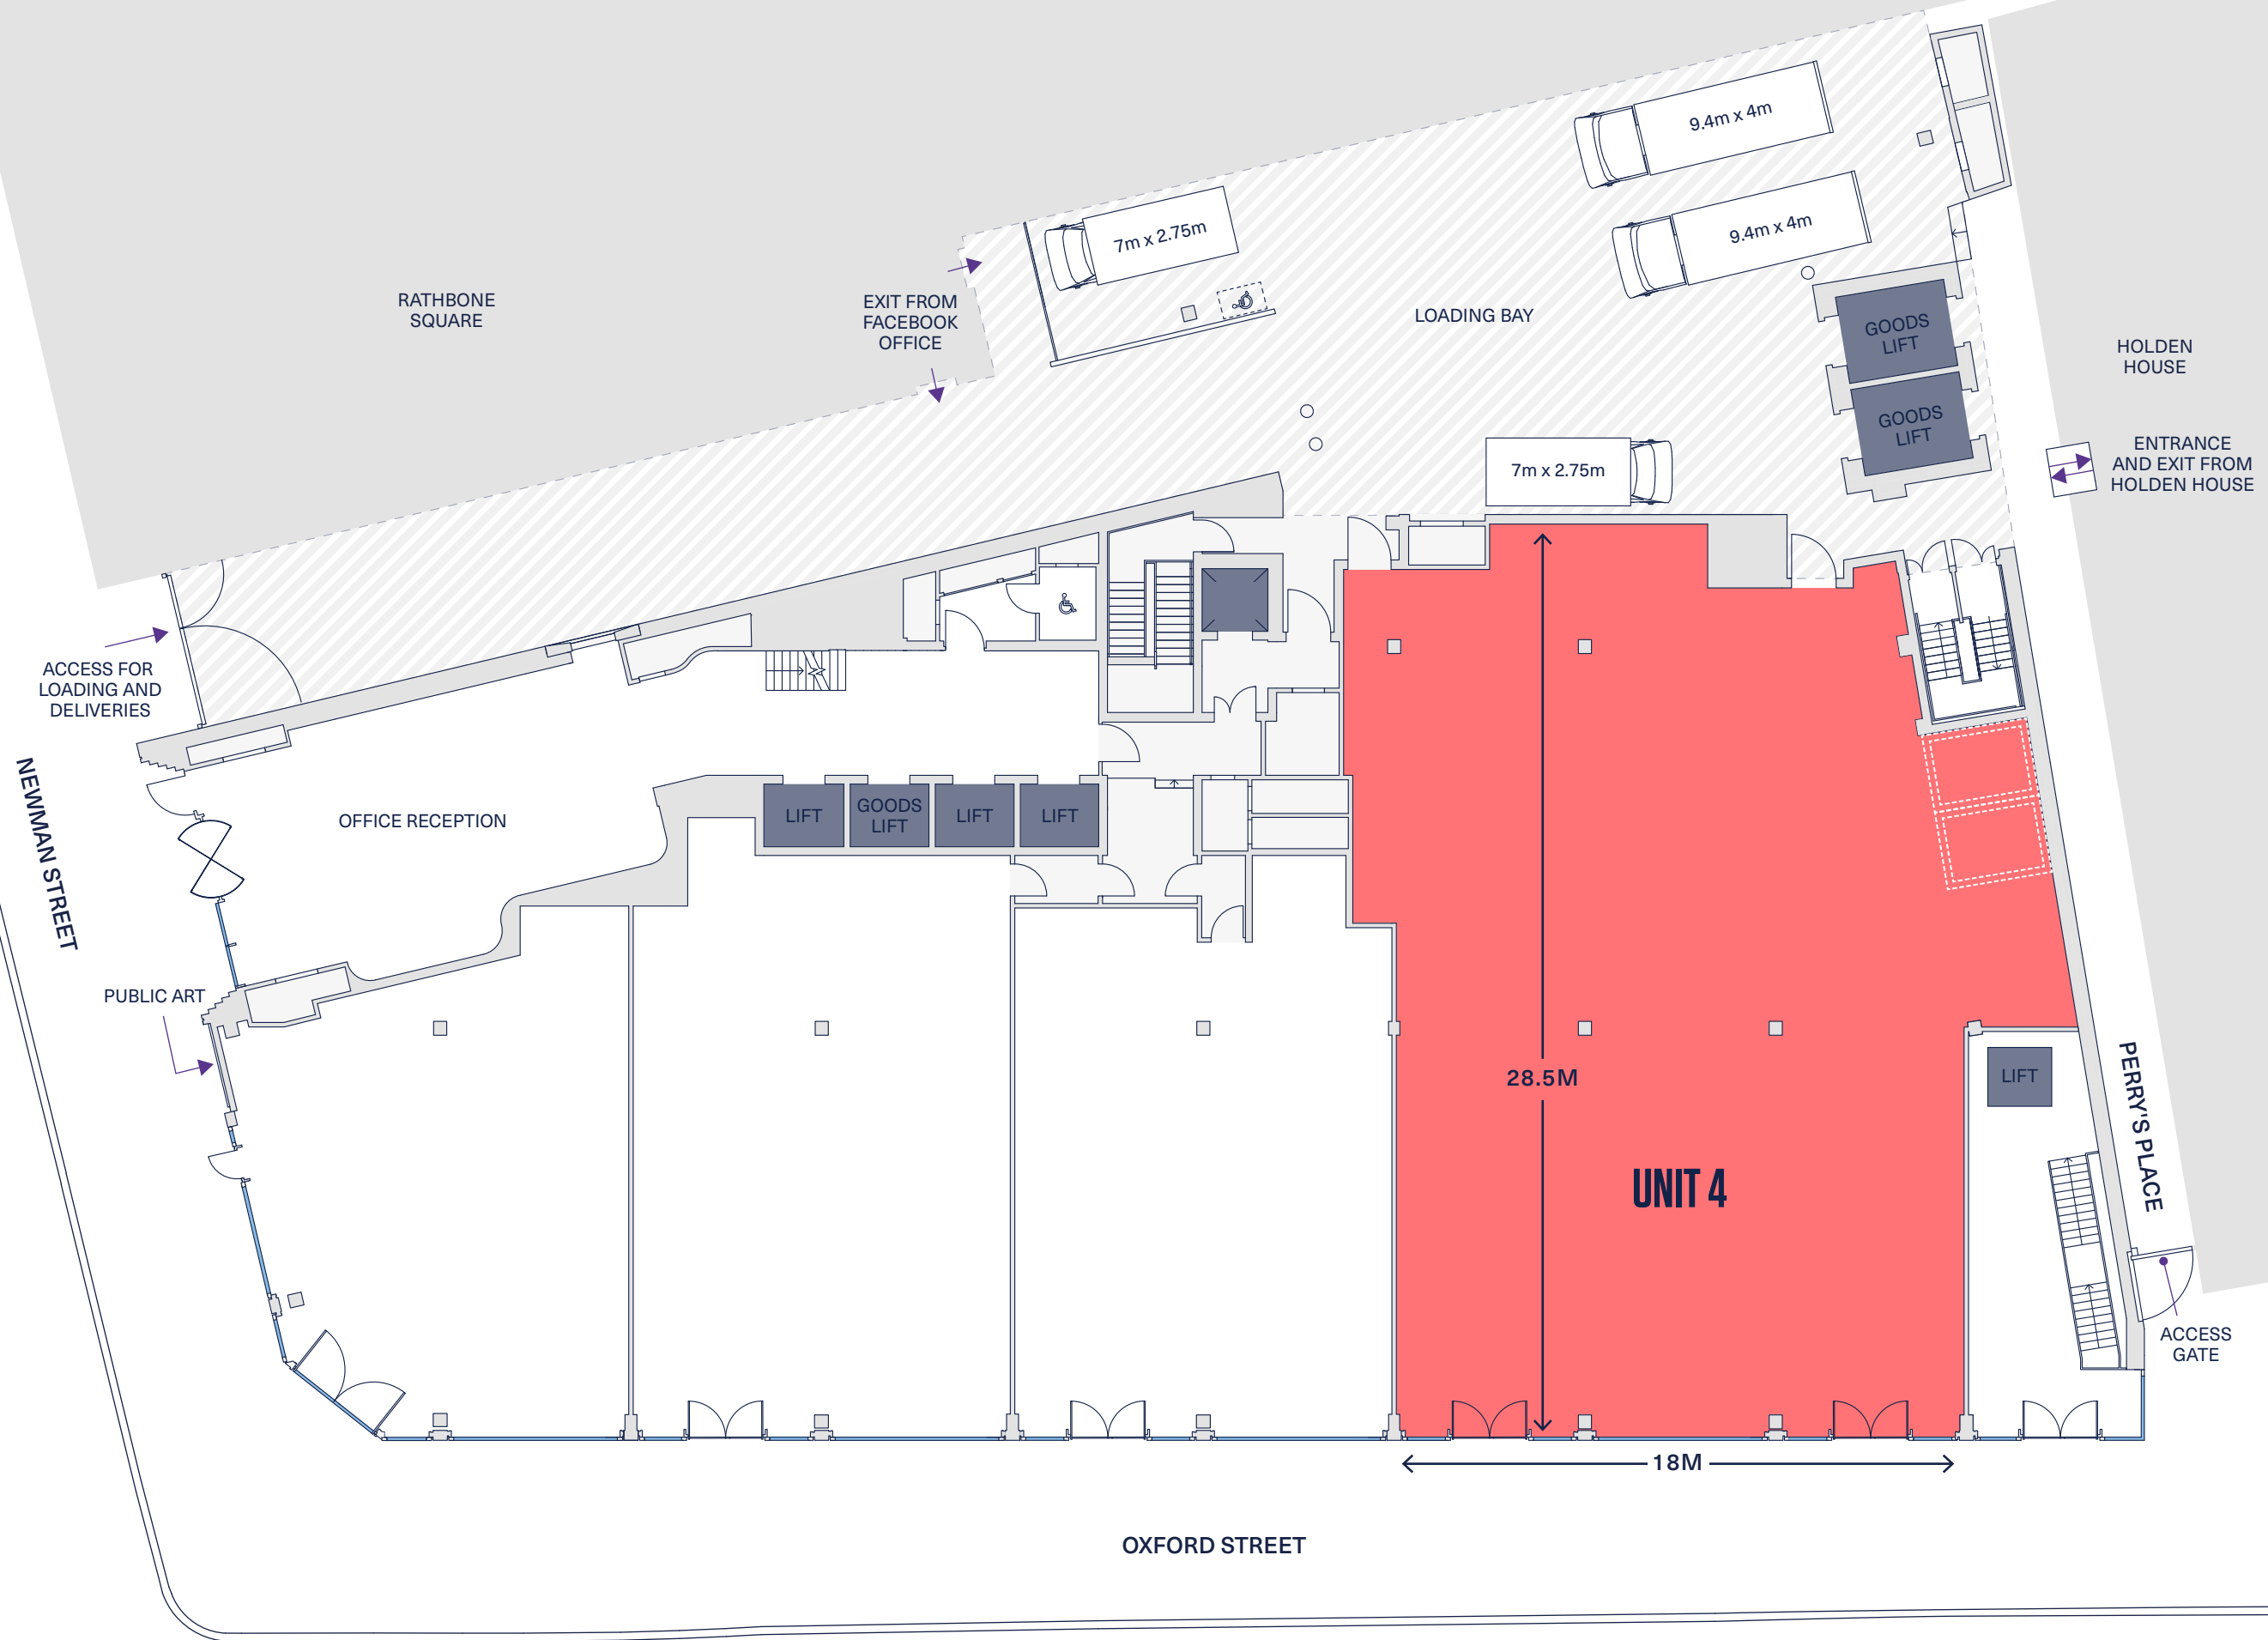 9.4m x 4m
9.4m x 4m
7m x 2.75m
RATHBONE
SQUARE
EXIT FROM
FACEBOOK
OFFICE
LOADING BAY
GOODS
LIFT
GOODS
LIFT
HOLDEN
HOUSE
ENTRANCE
AND EXIT FROM
HOLDEN HOUSE
7m x 2.75m
ACCESS FOR
LOADING AND
DELIVERIES
NEWMAN STREET
OFFICE RECEPTION
LIFT
GOODS
LIFT
LIFT
LIFT
PUBLIC ART
28.5M
LIFT
PERRY'S PLACE
UNIT 4
ACCESS
GATE
18M
OXFORD STREET